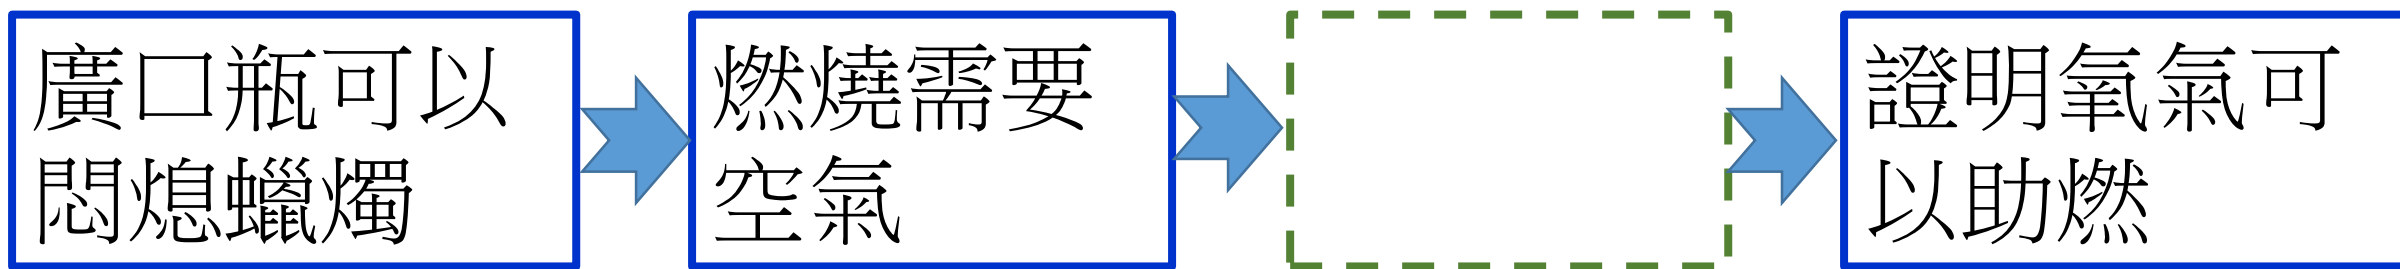 廣口瓶可以
悶熄蠟燭
燃燒需要
空氣
證明氧氣可
以助燃